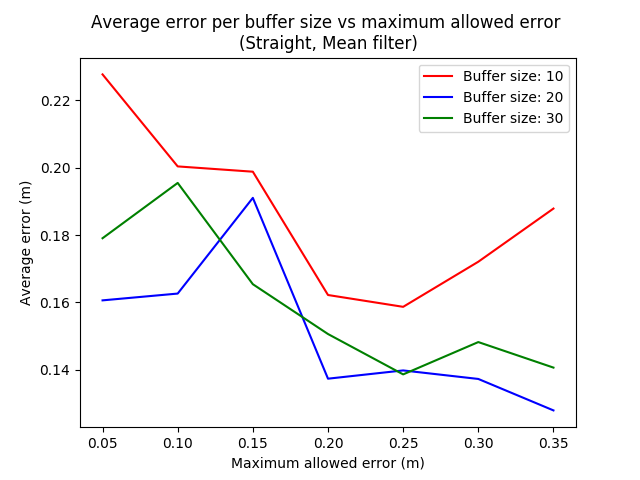 Average error per buffer size vs maximum allowed error
(Straight, Mean filter)
Buffer size: 10
Buffer size: 20
Buffer size: 30
Average error (m)
0.22
0.20
0.18
0.16
0.14
0.05 0.10 0.15 0.20 0.25 0.30 0.35
Maximum allowed error (m)